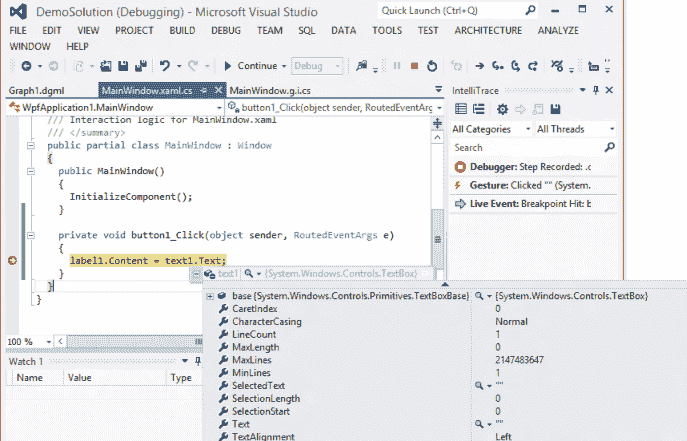 DemoSolution (Debugging) - Microsoft Visual Studio
Quick Launch (Ctrl+Q)
FILE EDIT VIEW PROJECT BUILD DEBUG TEAM SQL DATA TOOLS TEST ARCHITECTURE ANALYZE
WINDOW HELP
Continue Debug
Graph1.dgml MainWindow.xaml.cs MainWindow.g.i.cs
WpfApplication1.MainWindow button1_Click(object sender, RoutedEventArg
/// Interaction logic for MainWindow.xaml
/// </summary>
public partial class MainWindow : Window
{
public MainWindow()
{
InitializeComponent();
}
private void button1_Click(object sender, RoutedEventArgs e)
{
label1.Content = text1.Text;
}
}
}
100 %
IntelliTrace
All Categories All Threads
Search
Debugger: Step Recorded: .c
Gesture: Clicked "" (System.
Live Event: Breakpoint Hit: b
text1 {System.Windows.Controls.TextBox}
base {System.Windows.Controls.Primitives.TextBoxBase} {System.Windows.Controls.TextBox}
CaretIndex 0
CharacterCasing Normal
LineCount 1
MaxLength 0
MaxLines 2147483647
MinLines 1
SelectedText ""
SelectionLength 0
SelectionStart 0
Text ""
TextAlignment Left
Watch 1
Name Value Type